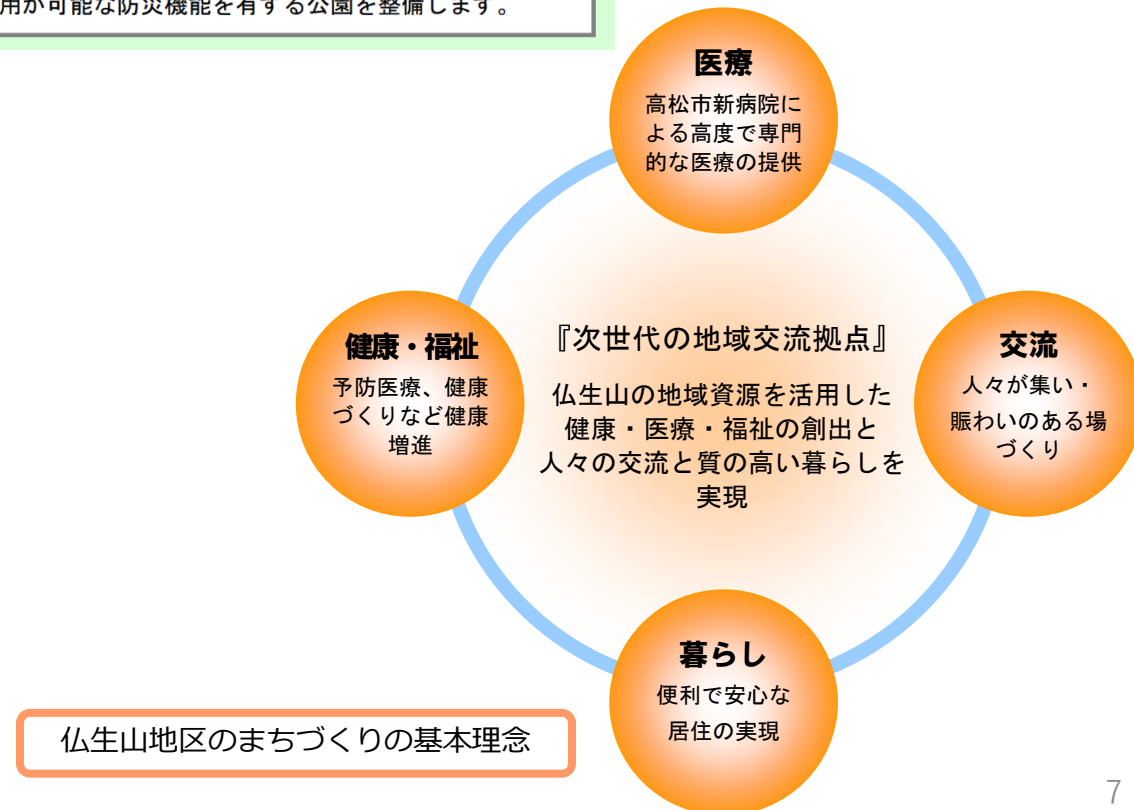 用が可能な防災機能を有する公園を整備します。
医療
高松市新病院に
よる高度で専門
的な医療の提供
健康・福祉
予防医療、健康
づくりなど健康
増進
『次世代の地域交流拠点』
仏生山の地域資源を活用した
健康・医療・福祉の創出と
人々の交流と質の高い暮らしを
実現
交流
人々が集い・
賑わいのある場
づくり
暮らし
便利で安心な
居住の実現
仏生山地区のまちづくりの基本理念
7